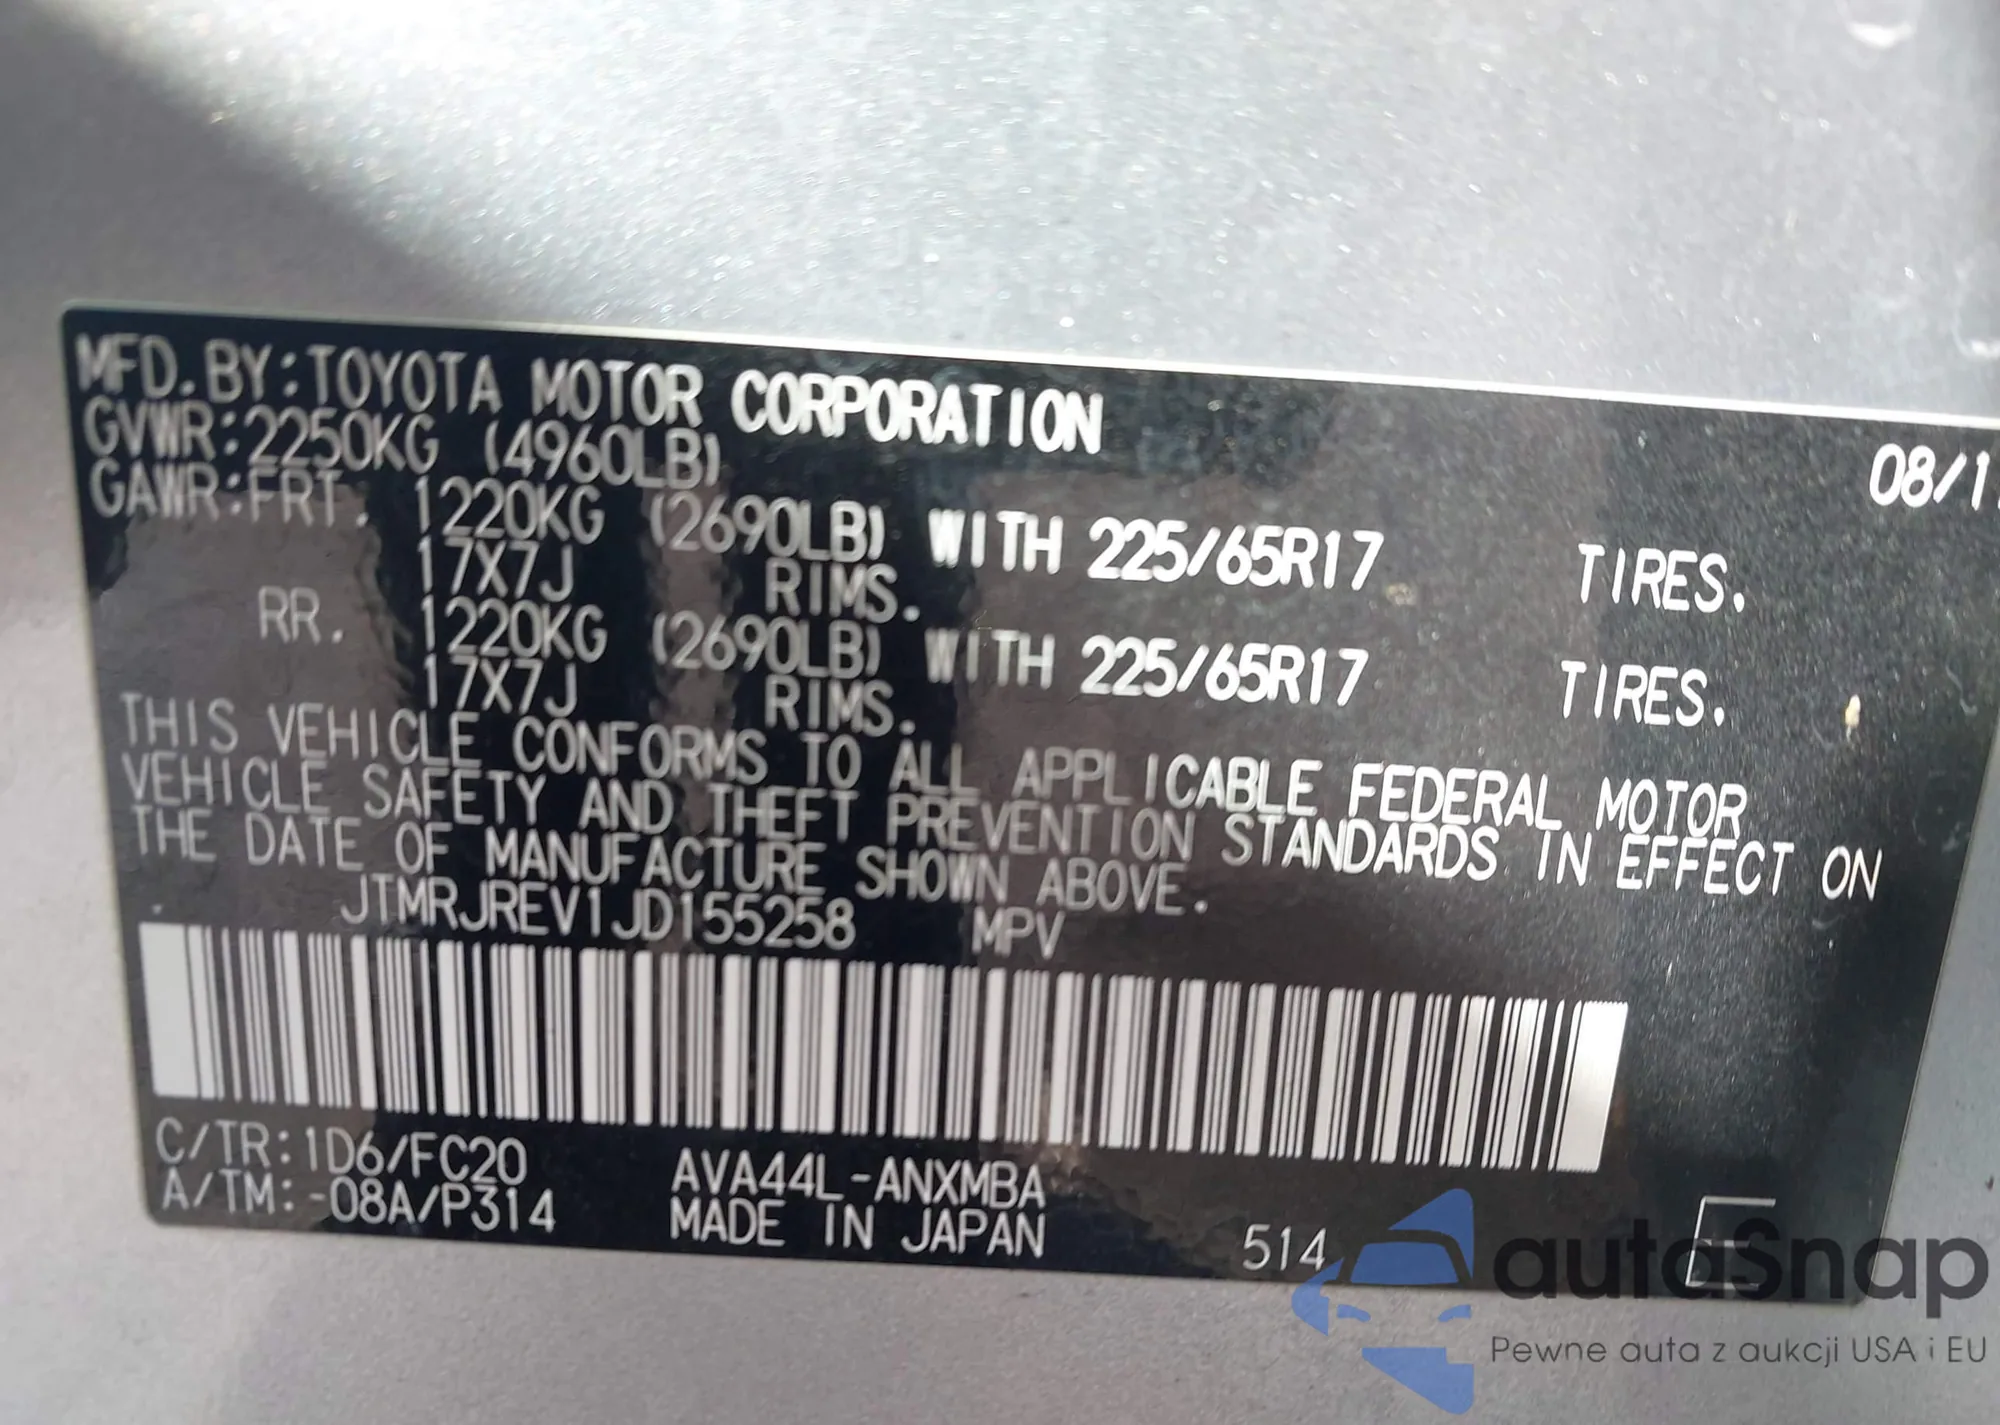 MFD.BY:TOYOTA MOTOR CORPORATION 08/1
GVWR:2250KG (4960LB)
GAWR:FRT. 1220KG (2690LB) WITH 225/65R17 TIRES.
17X7J RIMS.
RR. 1220KG (2690LB) WITH 225/65R17 TIRES.
17X7J RIMS.
THIS VEHICLE CONFORMS TO ALL APPLICABLE FEDERAL MOTOR
VEHICLE SAFETY AND THEFT PREVENTION STANDARDS IN EFFECT ON
THE DATE OF MANUFACTURE SHOWN ABOVE.
JTMRJREV1JD155258 MPV
C/TR:1D6/FC20 AVA44L-ANXMBA
A/TM:-08A/P314 MADE IN JAPAN 514 E
autoSnap
Pewne auta z aukcji USA i EU